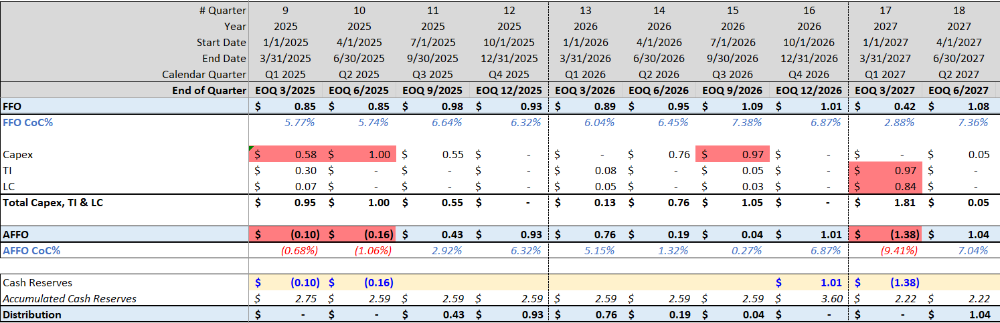 # Quarter 9 10 11 12 13 14 15 16 17 18
Year 2025 2025 2025 2025 2026 2026 2026 2026 2027 2027
Start Date 1/1/2025 4/1/2025 7/1/2025 10/1/2025 1/1/2026 4/1/2026 7/1/2026 10/1/2026 1/1/2027 4/1/2027
End Date 3/31/2025 6/30/2025 9/30/2025 12/31/2025 3/31/2026 6/30/2026 9/30/2026 12/31/2026 3/31/2027 6/30/2027
Calendar Quarter Q1 2025 Q2 2025 Q3 2025 Q4 2025 Q1 2026 Q2 2026 Q3 2026 Q4 2026 Q1 2027 Q2 2027
End of Quarter EOQ 3/2025 EOQ 6/2025 EOQ 9/2025 EOQ 12/2025 EOQ 3/2026 EOQ 6/2026 EOQ 9/2026 EOQ 12/2026 EOQ 3/2027 EOQ 6/2027
FFO $ 0.85 $ 0.85 $ 0.98 $ 0.93 $ 0.89 $ 0.95 $ 1.09 $ 1.01 $ 0.42 $ 1.08
FFO CoC% 5.77% 5.74% 6.64% 6.32% 6.04% 6.45% 7.38% 6.87% 2.88% 7.36%
Capex $ 0.58 $ 1.00 $ 0.55 $ - $ - $ 0.76 $ 0.97 $ - $ - $ 0.05
TI $ 0.30 $ - $ - $ - $ 0.08 $ - $ 0.05 $ - $ 0.97 $ -
LC $ 0.07 $ - $ - $ - $ 0.05 $ - $ 0.03 $ - $ 0.84 $ -
Total Capex, TI & LC $ 0.95 $ 1.00 $ 0.55 $ - $ 0.13 $ 0.76 $ 1.05 $ - $ 1.81 $ 0.05
AFFO $ (0.10) $ (0.16) $ 0.43 $ 0.93 $ 0.76 $ 0.19 $ 0.04 $ 1.01 $ (1.38) $ 1.04
AFFO CoC% (0.68%) (1.06%) 2.92% 6.32% 5.15% 1.32% 0.27% 6.87% (9.41%) 7.04%
Cash Reserves $ (0.10) $ (0.16) $ 1.01 $ (1.38)
Accumulated Cash Reserves $ 2.75 $ 2.59 $ 2.59 $ 2.59 $ 2.59 $ 2.59 $ 2.59 $ 3.60 $ 2.22 $ 2.22
Distribution $ - $ - $ 0.43 $ 0.93 $ 0.76 $ 0.19 $ 0.04 $ - $ - $ 1.04